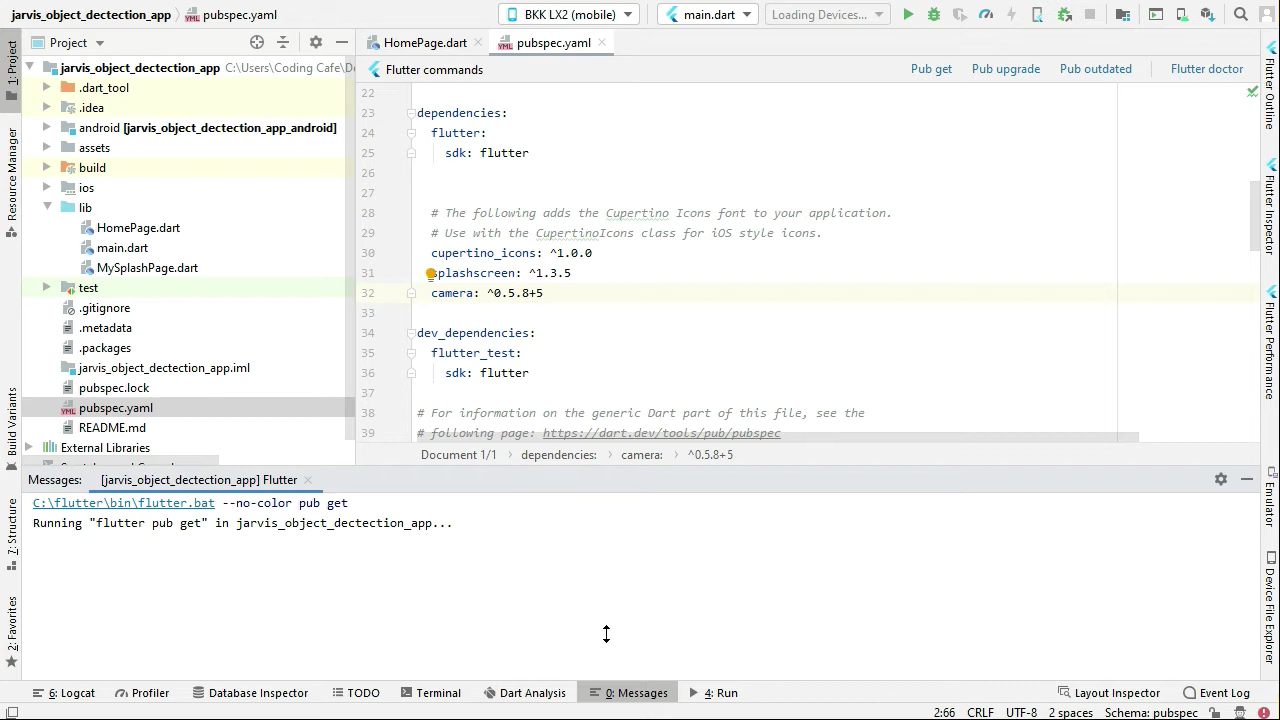 jarvis_object_dectection_app
pubspec.yaml
BKK LX2 (mobile)
main.dart
Loading Devices...
Project
HomePage.dart
pubspec.yaml
Flutter commands
Pub get
Pub upgrade
Pub outdated
Flutter doctor
1: Project
Resource Manager
Build Variants
7: Structure
2: Favorites
jarvis_object_dectection_app C:\Users\Coding Cafe\De
.dart_tool
.idea
android [jarvis_object_dectection_app_android]
assets
build
ios
lib
HomePage.dart
main.dart
MySplashPage.dart
test
.gitignore
.metadata
.packages
jarvis_object_dectection_app.iml
pubspec.lock
pubspec.yaml
README.md
External Libraries
22
23 dependencies:
24 flutter:
25 sdk: flutter
26
27
28 # The following adds the Cupertino Icons font to your application.
29 # Use with the CupertinoIcons class for iOS style icons.
30 cupertino_icons: ^1.0.0
31 splashscreen: ^1.3.5
32 camera: ^0.5.8+5
33
34 dev_dependencies:
35 flutter_test:
36 sdk: flutter
37
38 # For information on the generic Dart part of this file, see the
39 # following page: https://dart.dev/tools/pub/pubspec
Document 1/1 dependencies: camera: ^0.5.8+5
Flutter Outline
Flutter Inspector
Flutter Performance
Emulator
Device File Explorer
Messages: [jarvis_object_dectection_app] Flutter
C:\flutter\bin\flutter.bat --no-color pub get
Running "flutter pub get" in jarvis_object_dectection_app...
6: Logcat
Profiler
Database Inspector
TODO
Terminal
Dart Analysis
0: Messages
4: Run
Layout Inspector
Event Log
2:66 CRLF UTF-8 2 spaces Schema: pubspec